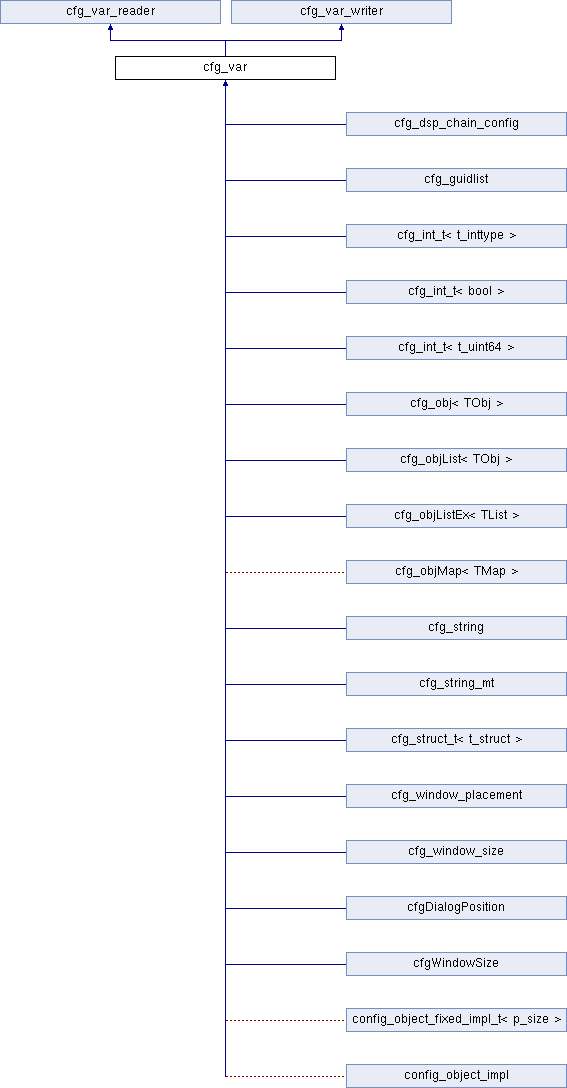 cfg_var_reader
cfg_var_writer
cfg_var
cfg_dsp_chain_config
cfg_guidlist
cfg_int_t< t_inttype >
cfg_int_t< bool >
cfg_int_t< t_uint64 >
cfg_obj< TObj >
cfg_objList< TObj >
cfg_objListEx< TList >
cfg_objMap< TMap >
cfg_string
cfg_string_mt
cfg_struct_t< t_struct >
cfg_window_placement
cfg_window_size
cfgDialogPosition
cfgWindowSize
config_object_fixed_impl_t< p_size >
config_object_impl